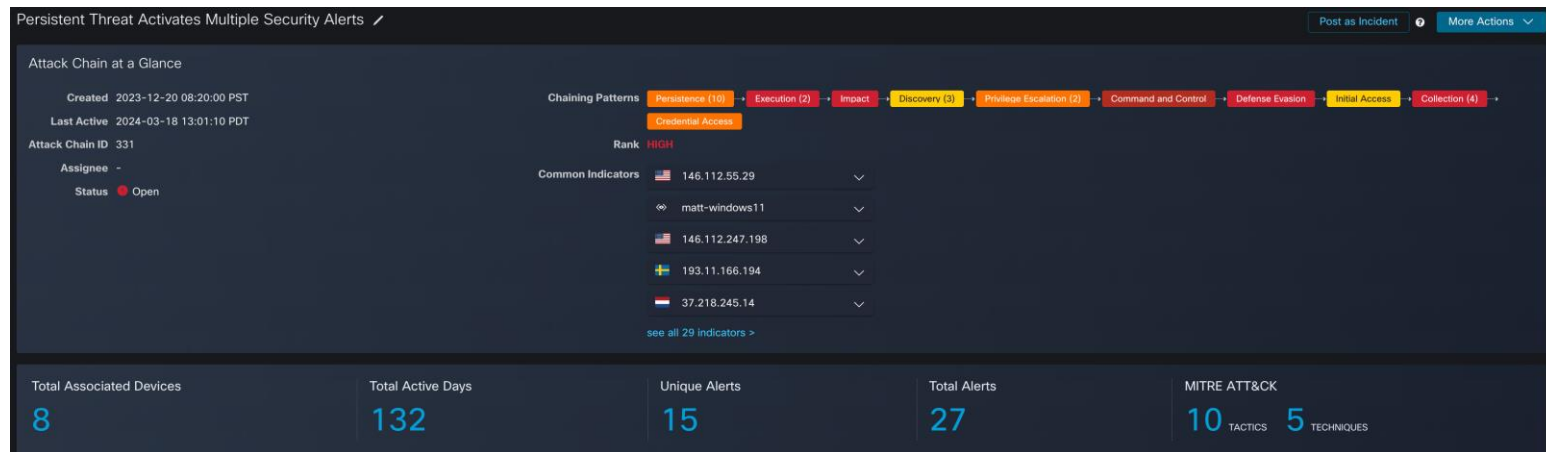 Persistent Threat Activates Multiple Security Alerts
Post as Incident ? More Actions
Attack Chain at a Glance
Created 2023-12-20 08:20:00 PST
Last Active 2024-03-18 13:01:10 PDT
Attack Chain ID 331
Assignee -
Status Open
Chaining Patterns Persistence (10) Execution (2) Impact Discovery (3) Privilege Escalation (2) Command and Control Defense Evasion Initial Access Collection (4)
Credential Access
Rank HIGH
Common Indicators 146.112.55.29
matt-windows11
146.112.247.198
193.11.166.194
37.218.245.14
see all 29 indicators >
Total Associated Devices
8
Total Active Days
132
Unique Alerts
15
Total Alerts
27
MITRE ATT&CK
10 TACTICS 5 TECHNIQUES